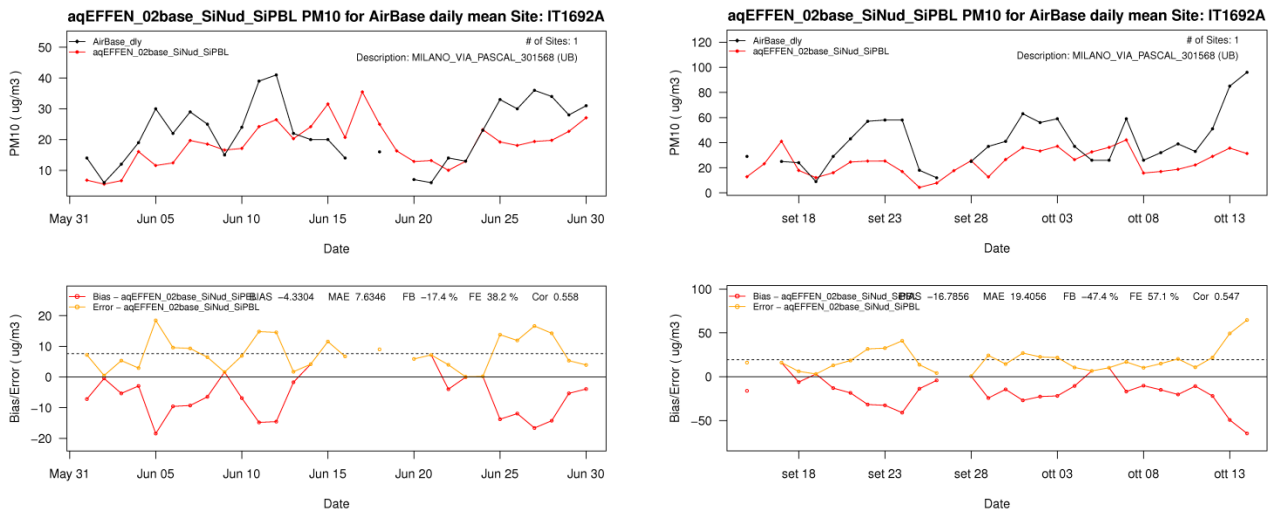 aqEFFEN_02base_SiNud_SiPBL PM10 for AirBase daily mean Site: IT1692A
AirBase_dly
aqEFFEN_02base_SiNud_SiPBL
# of Sites: 1
Description: MILANO_VIA_PASCAL_301568 (UB)
PM10 ( ug/m3 )
50
40
30
20
10
May 31 Jun 05 Jun 10 Jun 15 Jun 20 Jun 25 Jun 30
Date
Bias − aqEFFEN_02base_SiNud_SiPBL BIAS −4.3304 MAE 7.6346 FB −17.4 % FE 38.2 % Cor 0.558
Error − aqEFFEN_02base_SiNud_SiPBL
Bias/Error ( ug/m3 )
20
10
0
−10
−20
May 31 Jun 05 Jun 10 Jun 15 Jun 20 Jun 25 Jun 30
Date
aqEFFEN_02base_SiNud_SiPBL PM10 for AirBase daily mean Site: IT1692A
AirBase_dly
aqEFFEN_02base_SiNud_SiPBL
# of Sites: 1
Description: MILANO_VIA_PASCAL_301568 (UB)
PM10 ( ug/m3 )
120
100
80
60
40
20
0
set 18 set 23 set 28 ott 03 ott 08 ott 13
Date
Bias − aqEFFEN_02base_SiNud_SiPBL BIAS −16.7856 MAE 19.4056 FB −47.4 % FE 57.1 % Cor 0.547
Error − aqEFFEN_02base_SiNud_SiPBL
Bias/Error ( ug/m3 )
100
50
0
−50
set 18 set 23 set 28 ott 03 ott 08 ott 13
Date